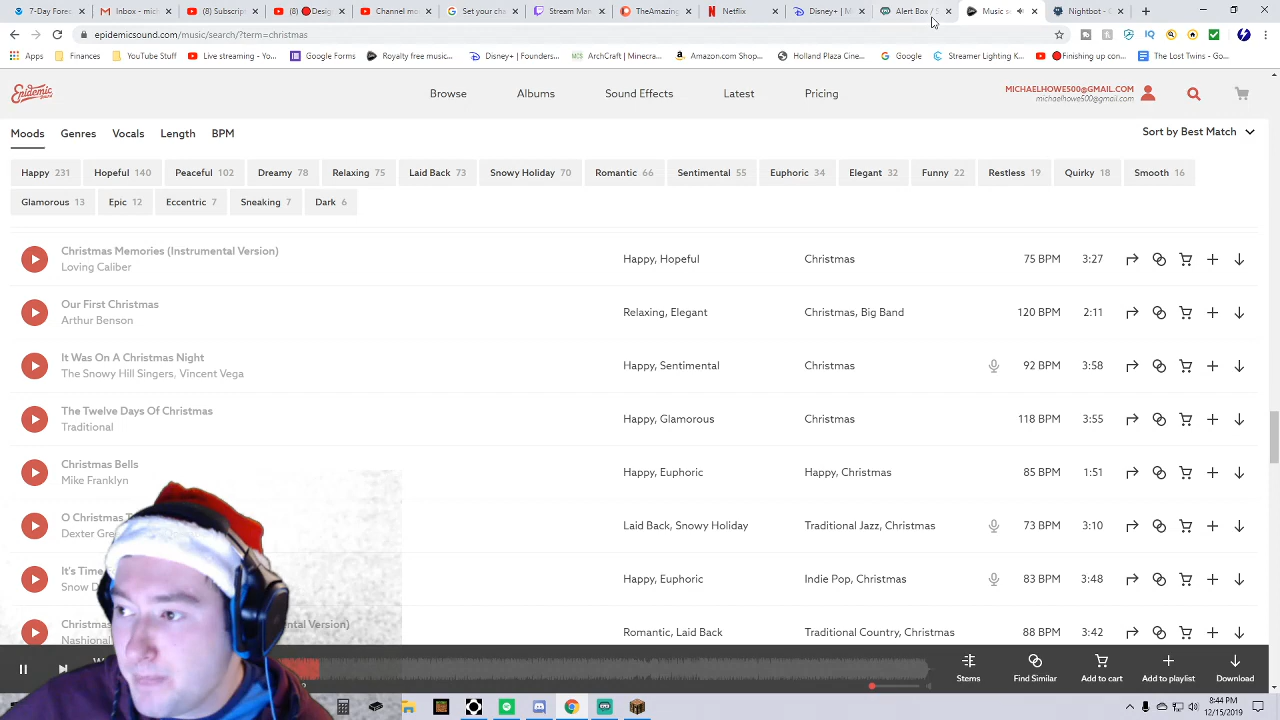 7-Day Forec
(8) Subscrip
(8) Design
Channel mo
Set your cha
Stream Man
Amazing
Netflix
Disney+ | M
Alert Box / S
Music se
Nightbot - C
epidemicsound.com/music/search/?term=christmas
Apps
Finances
YouTube Stuff
Live streaming - Yo...
Google Forms
Royalty free music...
Disney+ | Founders...
MCS
ArchCraft | Minecra...
Amazon.com Shop...
Holland Plaza Cine...
Google
Streamer Lighting K...
Finishing up con...
The Lost Twins - Go...
Epidemic
Browse
Albums
Sound Effects
Latest
Pricing
MICHAELHOWE500@GMAIL.COM
michaelhowe500@gmail.com
Moods
Genres
Vocals
Length
BPM
Sort by Best Match
Happy 231
Hopeful 140
Peaceful 102
Dreamy 78
Relaxing 75
Laid Back 73
Snowy Holiday 70
Romantic 66
Sentimental 55
Euphoric 34
Elegant 32
Funny 22
Restless 19
Quirky 18
Smooth 16
Glamorous 13
Epic 12
Eccentric 7
Sneaking 7
Dark 6
Christmas Memories (Instrumental Version)
Loving Caliber
Happy, Hopeful
Christmas
75 BPM
3:27
Our First Christmas
Arthur Benson
Relaxing, Elegant
Christmas, Big Band
120 BPM
2:11
It Was On A Christmas Night
The Snowy Hill Singers, Vincent Vega
Happy, Sentimental
Christmas
92 BPM
3:58
The Twelve Days Of Christmas
Traditional
Happy, Glamorous
Christmas
118 BPM
3:55
Christmas Bells
Mike Franklyn
Happy, Euphoric
Happy, Christmas
85 BPM
1:51
O Christmas T
Dexter Gre
Laid Back, Snowy Holiday
Traditional Jazz, Christmas
73 BPM
3:10
It's Time
Snow D
Happy, Euphoric
Indie Pop, Christmas
83 BPM
3:48
Christmas
ntal Version)
Nashional
Romantic, Laid Back
Traditional Country, Christmas
88 BPM
3:42
Stems
Find Similar
Add to cart
Add to playlist
Download
8:44 PM
12/15/2019